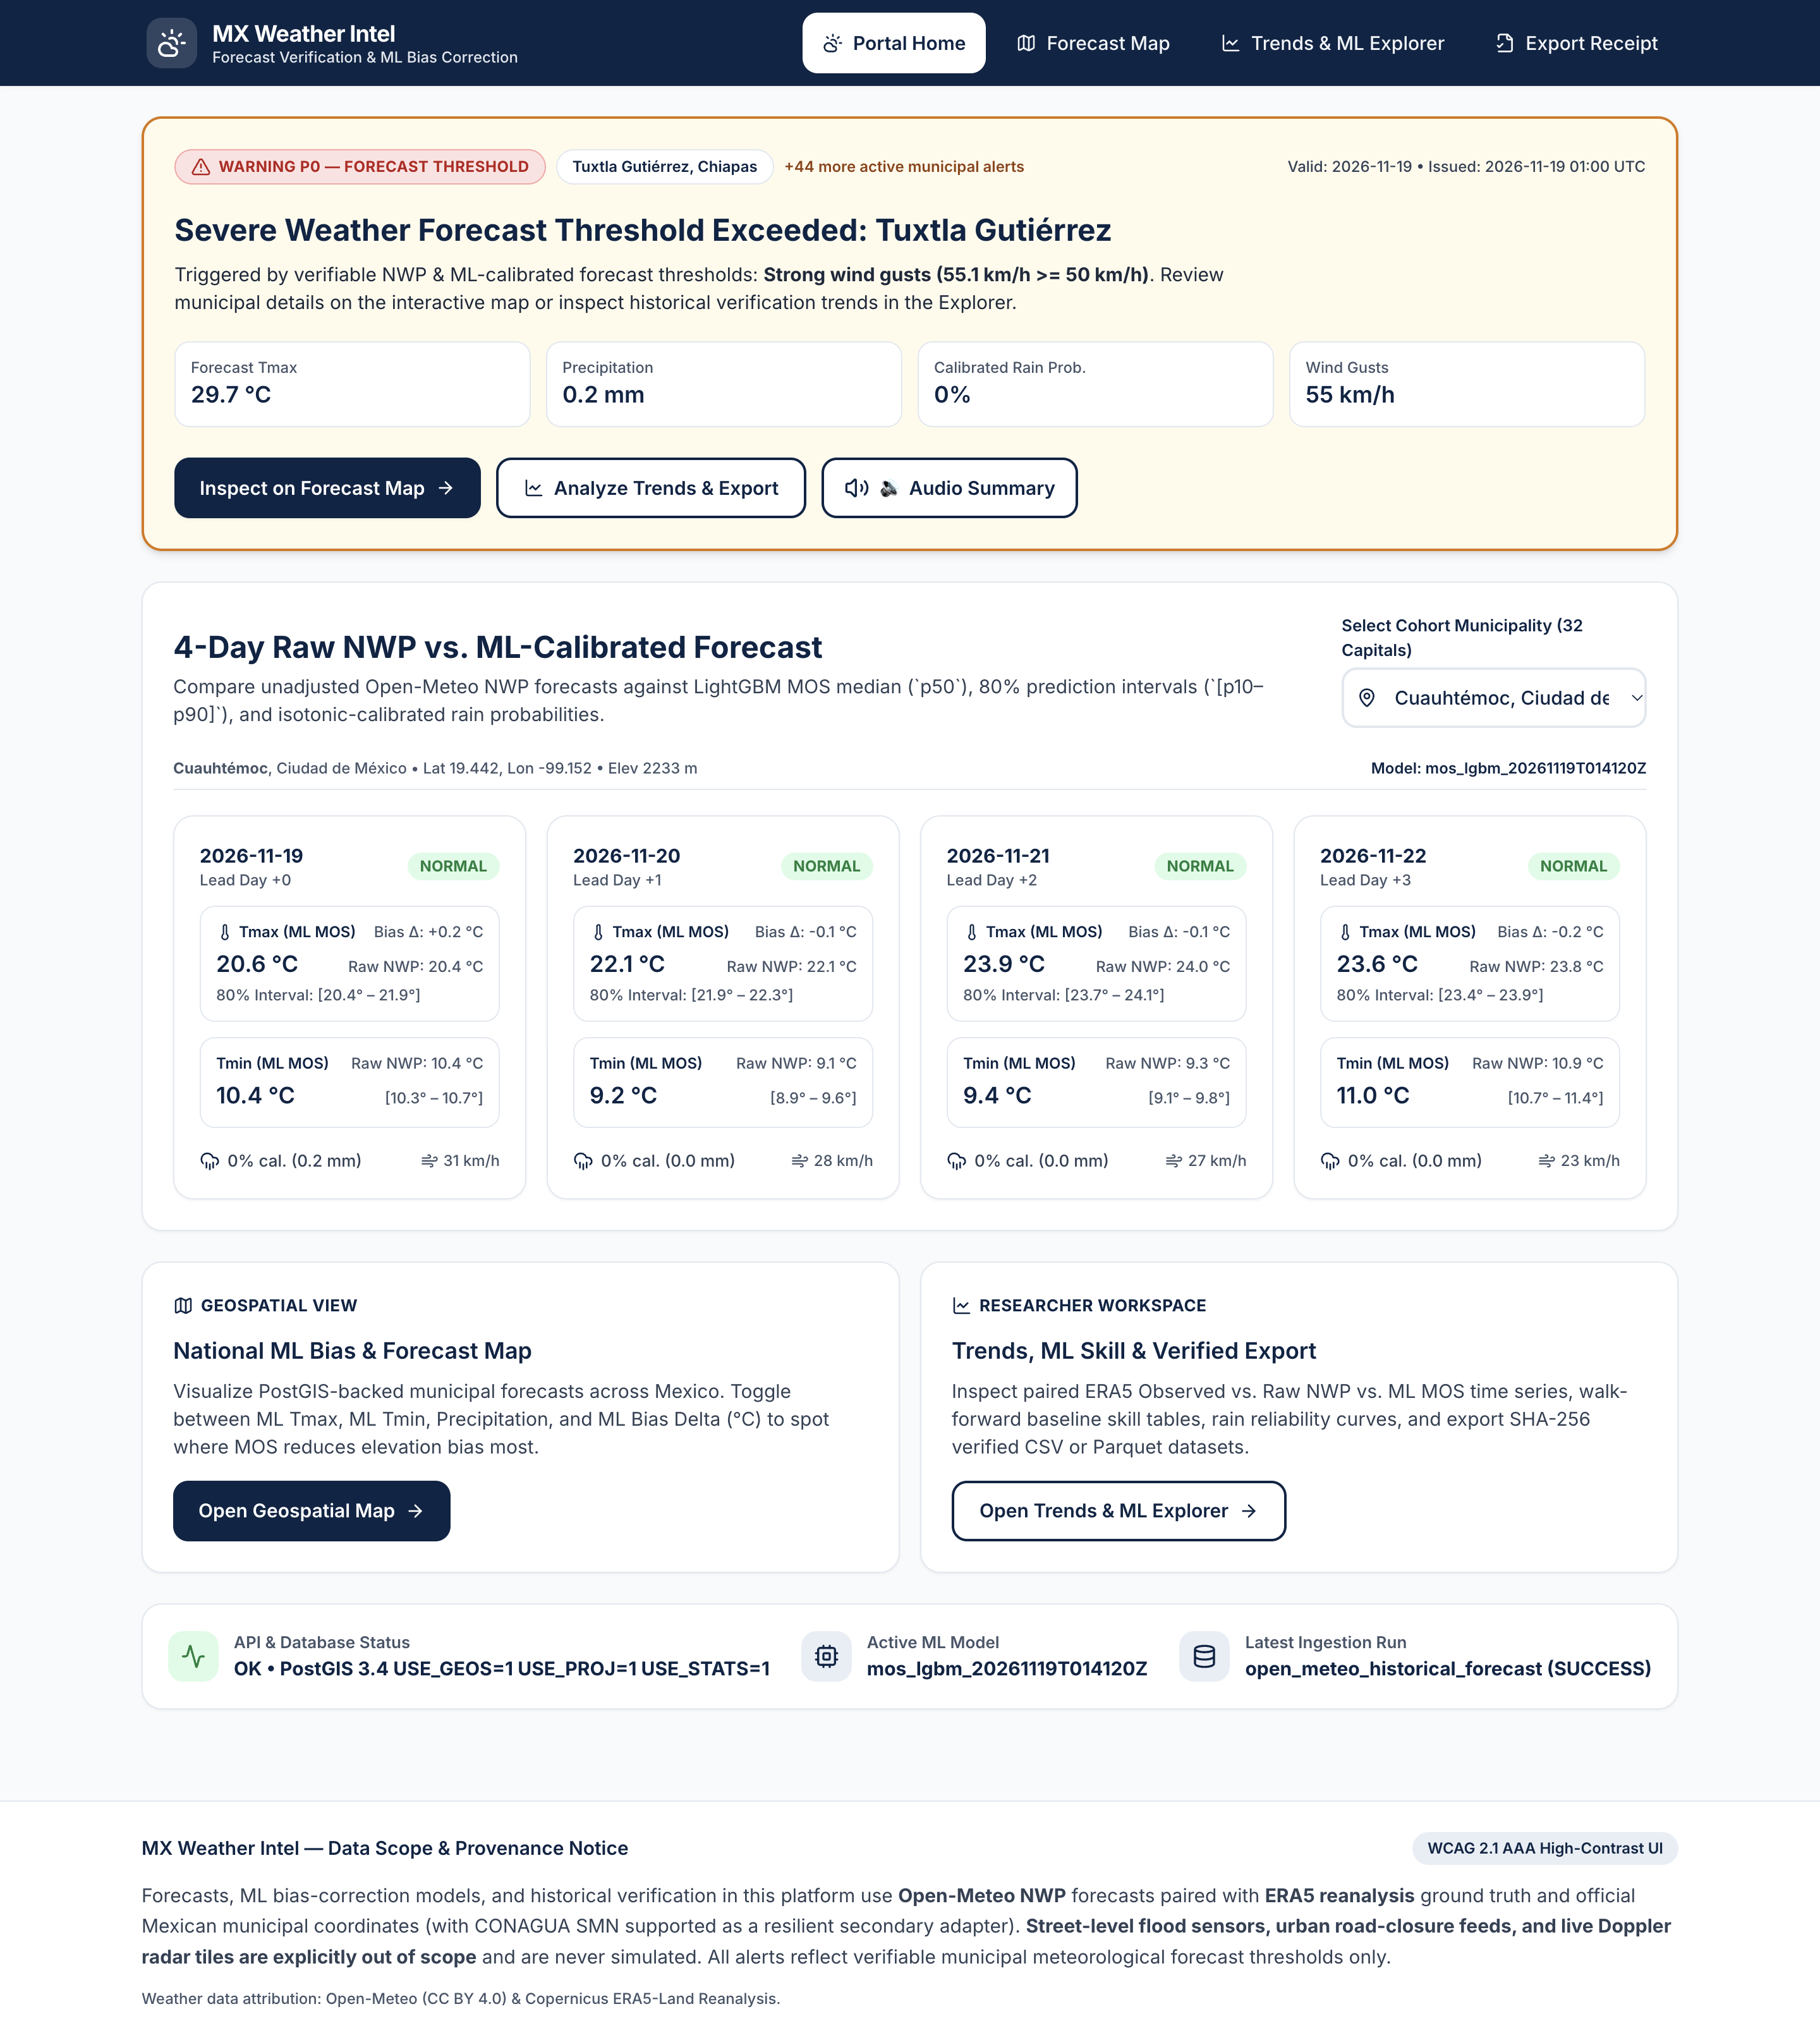 MX Weather Intel
Forecast Verification & ML Bias Correction
Portal Home
Forecast Map
Trends & ML Explorer
Export Receipt
WARNING P0 — FORECAST THRESHOLD
Tuxtla Gutiérrez, Chiapas
+44 more active municipal alerts
Valid: 2026-11-19 • Issued: 2026-11-19 01:00 UTC
Severe Weather Forecast Threshold Exceeded: Tuxtla Gutiérrez
Triggered by verifiable NWP & ML-calibrated forecast thresholds: Strong wind gusts (55.1 km/h >= 50 km/h). Review
municipal details on the interactive map or inspect historical verification trends in the Explorer.
Forecast Tmax
29.7 °C
Precipitation
0.2 mm
Calibrated Rain Prob.
0%
Wind Gusts
55 km/h
Inspect on Forecast Map →
Analyze Trends & Export
🔊 Audio Summary
4-Day Raw NWP vs. ML-Calibrated Forecast
Compare unadjusted Open-Meteo NWP forecasts against LightGBM MOS median (`p50`), 80% prediction intervals (`[p10–
p90]`), and isotonic-calibrated rain probabilities.
Select Cohort Municipality (32
Capitals)
Cuauhtémoc, Ciudad de
Cuauhtémoc, Ciudad de México • Lat 19.442, Lon -99.152 • Elev 2233 m
Model: mos_lgbm_20261119T014120Z
2026-11-19
Lead Day +0
NORMAL
Tmax (ML MOS)
Bias Δ: +0.2 °C
20.6 °C
Raw NWP: 20.4 °C
80% Interval: [20.4° – 21.9°]
Tmin (ML MOS)
Raw NWP: 10.4 °C
10.4 °C
[10.3° – 10.7°]
0% cal. (0.2 mm)
31 km/h
2026-11-20
Lead Day +1
NORMAL
Tmax (ML MOS)
Bias Δ: -0.1 °C
22.1 °C
Raw NWP: 22.1 °C
80% Interval: [21.9° – 22.3°]
Tmin (ML MOS)
Raw NWP: 9.1 °C
9.2 °C
[8.9° – 9.6°]
0% cal. (0.0 mm)
28 km/h
2026-11-21
Lead Day +2
NORMAL
Tmax (ML MOS)
Bias Δ: -0.1 °C
23.9 °C
Raw NWP: 24.0 °C
80% Interval: [23.7° – 24.1°]
Tmin (ML MOS)
Raw NWP: 9.3 °C
9.4 °C
[9.1° – 9.8°]
0% cal. (0.0 mm)
27 km/h
2026-11-22
Lead Day +3
NORMAL
Tmax (ML MOS)
Bias Δ: -0.2 °C
23.6 °C
Raw NWP: 23.8 °C
80% Interval: [23.4° – 23.9°]
Tmin (ML MOS)
Raw NWP: 10.9 °C
11.0 °C
[10.7° – 11.4°]
0% cal. (0.0 mm)
23 km/h
GEOSPATIAL VIEW
National ML Bias & Forecast Map
Visualize PostGIS-backed municipal forecasts across Mexico. Toggle
between ML Tmax, ML Tmin, Precipitation, and ML Bias Delta (°C) to spot
where MOS reduces elevation bias most.
Open Geospatial Map →
RESEARCHER WORKSPACE
Trends, ML Skill & Verified Export
Inspect paired ERA5 Observed vs. Raw NWP vs. ML MOS time series, walk-
forward baseline skill tables, rain reliability curves, and export SHA-256
verified CSV or Parquet datasets.
Open Trends & ML Explorer →
API & Database Status
OK • PostGIS 3.4 USE_GEOS=1 USE_PROJ=1 USE_STATS=1
Active ML Model
mos_lgbm_20261119T014120Z
Latest Ingestion Run
open_meteo_historical_forecast (SUCCESS)
MX Weather Intel — Data Scope & Provenance Notice
WCAG 2.1 AAA High-Contrast UI
Forecasts, ML bias-correction models, and historical verification in this platform use Open-Meteo NWP forecasts paired with ERA5 reanalysis ground truth and official
Mexican municipal coordinates (with CONAGUA SMN supported as a resilient secondary adapter). Street-level flood sensors, urban road-closure feeds, and live Doppler
radar tiles are explicitly out of scope and are never simulated. All alerts reflect verifiable municipal meteorological forecast thresholds only.
Weather data attribution: Open-Meteo (CC BY 4.0) & Copernicus ERA5-Land Reanalysis.